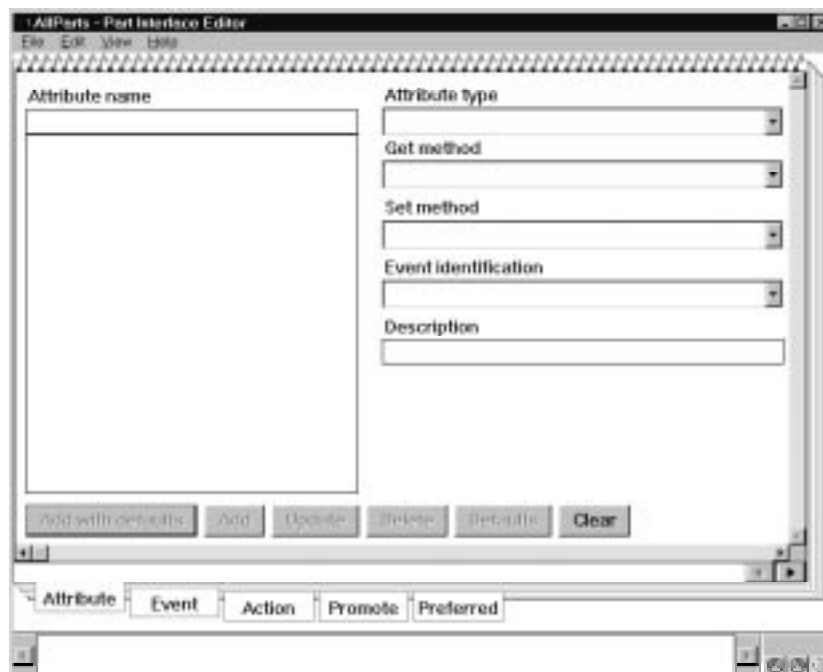 AllParts - Part Interface Editor
File Edit View Help
Attribute name
Attribute type
Get method
Set method
Event identification
Description
Add with defaults Add Update Delete Defaults Clear
Attribute Event Action Promote Preferred